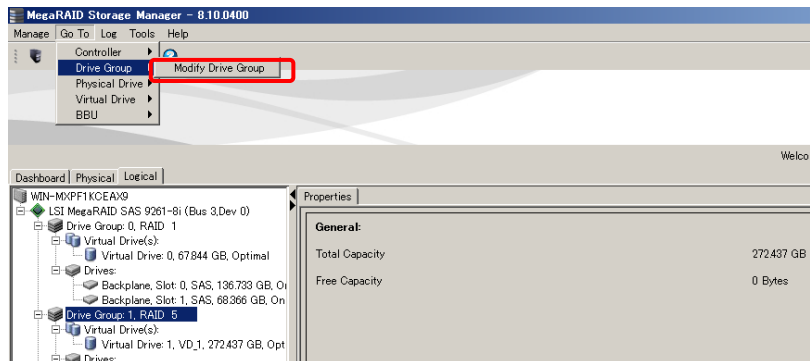 MegaRAID Storage Manager - 8.10.0400
Manage Go To Log Tools Help
Controller
Drive Group
Modify Drive Group
Physical Drive
Virtual Drive
BBU
Welco
Dashboard Physical Logical
WIN-MXPF1KCEAX9
LSI MegaRAID SAS 9261-8i (Bus 3,Dev 0)
Drive Group: 0, RAID 1
Virtual Drive(s):
Virtual Drive: 0, 67.844 GB, Optimal
Drives:
Backplane, Slot: 0, SAS, 136.733 GB, On
Backplane, Slot: 1, SAS, 68.366 GB, On
Drive Group: 1, RAID 5
Virtual Drive(s):
Virtual Drive: 1, VD_1, 272.437 GB, Opt
Drives:
Properties
General:
Total Capacity 272.437 GB
Free Capacity 0 Bytes